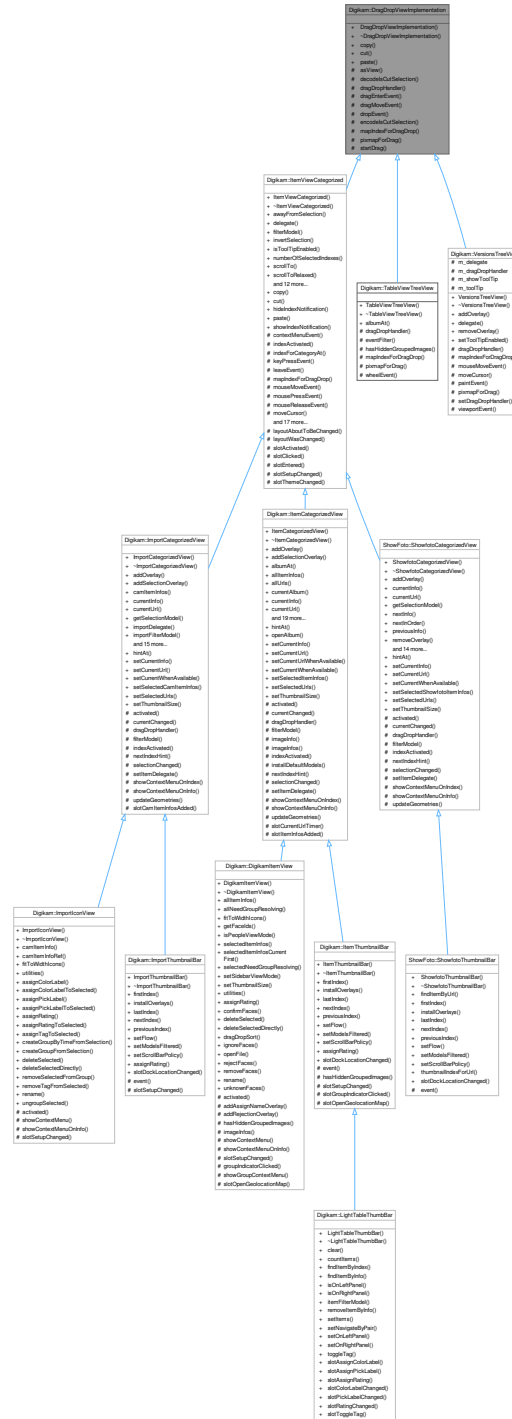 Digikam::DragDropViewImplementation
+ DragDropViewImplementation()
+ ~DragDropViewImplementation()
+ copy()
+ cut()
+ paste()
# asView()
# decodeIsCutSelection()
# dragDropHandler()
# dragEnterEvent()
# dragMoveEvent()
# dropEvent()
# encodeIsCutSelection()
# mapIndexForDragDrop()
# pixmapForDrag()
# startDrag()
Digikam::ItemViewCategorized
+ ItemViewCategorized()
+ ~ItemViewCategorized()
+ awayFromSelection()
+ delegate()
+ filterModel()
+ invertSelection()
+ isToolTipEnabled()
+ numberOfSelectedIndexes()
+ scrollTo()
+ scrollToRelaxed()
and 12 more...
+ copy()
+ cut()
+ hideIndexNotification()
+ paste()
+ showIndexNotification()
# contextMenuEvent()
# indexActivated()
# indexForCategoryAt()
# keyPressEvent()
# leaveEvent()
# mapIndexForDragDrop()
# mouseMoveEvent()
# mousePressEvent()
# mouseReleaseEvent()
# moveCursor()
and 17 more...
# layoutAboutToBeChanged()
# layoutWasChanged()
# slotActivated()
# slotClicked()
# slotEntered()
# slotSetupChanged()
# slotThemeChanged()
Digikam::TableViewTreeView
+ TableViewTreeView()
+ ~TableViewTreeView()
+ albumAt()
# dragDropHandler()
# eventFilter()
# hasHiddenGroupedImages()
# mapIndexForDragDrop()
# pixmapForDrag()
# wheelEvent()
Digikam::VersionsTreeVie
# m_delegate
# m_dragDropHandler
# m_showToolTip
# m_toolTip
+ VersionsTreeView()
+ ~VersionsTreeView()
+ addOverlay()
+ delegate()
+ removeOverlay()
+ setToolTipEnabled()
# dragDropHandler()
# mapIndexForDragDrop
# mouseMoveEvent()
# moveCursor()
# paintEvent()
# pixmapForDrag()
# setDragDropHandler()
# viewportEvent()
Digikam::ImportCategorizedView
+ ImportCategorizedView()
+ ~ImportCategorizedView()
+ addOverlay()
+ addSelectionOverlay()
+ camItemInfos()
+ currentInfo()
+ currentUrl()
+ getSelectionModel()
+ importDelegate()
+ importFilterModel()
and 15 more...
+ hintAt()
+ setCurrentInfo()
+ setCurrentUrl()
+ setCurrentWhenAvailable()
+ setSelectedCamItemInfos()
+ setSelectedUrls()
+ setThumbnailSize()
# activated()
# currentChanged()
# dragDropHandler()
# filterModel()
# indexActivated()
# nextIndexHint()
# selectionChanged()
# setItemDelegate()
# showContextMenuOnIndex()
# showContextMenuOnInfo()
# updateGeometries()
# slotCamItemInfosAdded()
Digikam::ItemCategorizedView
+ ItemCategorizedView()
+ ~ItemCategorizedView()
+ addOverlay()
+ addSelectionOverlay()
+ albumAt()
+ allItemInfos()
+ allUrls()
+ currentAlbum()
+ currentInfo()
+ currentUrl()
and 19 more...
+ hintAt()
+ openAlbum()
+ setCurrentInfo()
+ setCurrentUrl()
+ setCurrentUrlWhenAvailable()
+ setCurrentWhenAvailable()
+ setSelectedItemInfos()
+ setSelectedUrls()
+ setThumbnailSize()
# activated()
# currentChanged()
# dragDropHandler()
# filterModel()
# imageInfo()
# imageInfos()
# indexActivated()
# installDefaultModels()
# nextIndexHint()
# selectionChanged()
# setItemDelegate()
# showContextMenuOnIndex()
# showContextMenuOnInfo()
# updateGeometries()
# slotCurrentUrlTimer()
# slotItemInfosAdded()
ShowFoto::ShowfotoCategorizedView
+ ShowfotoCategorizedView()
+ ~ShowfotoCategorizedView()
+ addOverlay()
+ currentInfo()
+ currentUrl()
+ getSelectionModel()
+ nextInfo()
+ nextInOrder()
+ previousInfo()
+ removeOverlay()
and 14 more...
+ hintAt()
+ setCurrentInfo()
+ setCurrentUrl()
+ setCurrentWhenAvailable()
+ setSelectedShowfotoItemInfos()
+ setSelectedUrls()
+ setThumbnailSize()
# activated()
# currentChanged()
# dragDropHandler()
# filterModel()
# indexActivated()
# nextIndexHint()
# selectionChanged()
# setItemDelegate()
# showContextMenuOnIndex()
# showContextMenuOnInfo()
# updateGeometries()
Digikam::ImportIconView
+ ImportIconView()
+ ~ImportIconView()
+ camItemInfo()
+ camItemInfoRef()
+ fitToWidthIcons()
+ utilities()
+ assignColorLabel()
+ assignColorLabelToSelected()
+ assignPickLabel()
+ assignPickLabelToSelected()
+ assignRating()
+ assignRatingToSelected()
+ assignTagToSelected()
+ createGroupByTimeFromSelection()
+ createGroupFromSelection()
+ deleteSelected()
+ deleteSelectedDirectly()
+ removeSelectedFromGroup()
+ removeTagFromSelected()
+ rename()
+ ungroupSelected()
# activated()
# showContextMenu()
# showContextMenuOnInfo()
# slotSetupChanged()
Digikam::ImportThumbnailBar
+ ImportThumbnailBar()
+ ~ImportThumbnailBar()
+ firstIndex()
+ installOverlays()
+ lastIndex()
+ nextIndex()
+ previousIndex()
+ setFlow()
+ setModelsFiltered()
+ setScrollBarPolicy()
+ assignRating()
+ slotDockLocationChanged()
# event()
# slotSetupChanged()
Digikam::DigikamItemView
+ DigikamItemView()
+ ~DigikamItemView()
+ allItemInfos()
+ allNeedGroupResolving()
+ fitToWidthIcons()
+ getFaceIds()
+ isPeopleViewMode()
+ selectedItemInfos()
+ selectedItemInfosCurrent
First()
+ selectedNeedGroupResolving()
+ setSidebarViewMode()
+ setThumbnailSize()
+ utilities()
+ assignRating()
+ confirmFaces()
+ deleteSelected()
+ deleteSelectedDirectly()
+ dragDropSort()
+ ignoreFaces()
+ openFile()
+ rejectFaces()
+ removeFaces()
+ rename()
+ unknownFaces()
# activated()
# addAssignNameOverlay()
# addRejectionOverlay()
# hasHiddenGroupedImages()
# imageInfos()
# showContextMenu()
# showContextMenuOnInfo()
# slotSetupChanged()
# groupIndicatorClicked()
# showGroupContextMenu()
# slotOpenGeolocationMap()
Digikam::ItemThumbnailBar
+ ItemThumbnailBar()
+ ~ItemThumbnailBar()
+ firstIndex()
+ installOverlays()
+ lastIndex()
+ nextIndex()
+ previousIndex()
+ setFlow()
+ setModelsFiltered()
+ setScrollBarPolicy()
+ assignRating()
+ slotDockLocationChanged()
# event()
# hasHiddenGroupedImages()
# slotSetupChanged()
# slotGroupIndicatorClicked()
# slotOpenGeolocationMap()
ShowFoto::ShowfotoThumbnailBar
+ ShowfotoThumbnailBar()
+ ~ShowfotoThumbnailBar()
+ findItemByUrl()
+ firstIndex()
+ installOverlays()
+ lastIndex()
+ nextIndex()
+ previousIndex()
+ setFlow()
+ setModelsFiltered()
+ setScrollBarPolicy()
+ thumbnailIndexForUrl()
+ slotDockLocationChanged()
# event()
Digikam::LightTableThumbBar
+ LightTableThumbBar()
+ ~LightTableThumbBar()
+ clear()
+ countItems()
+ findItemByIndex()
+ findItemByInfo()
+ isOnLeftPanel()
+ isOnRightPanel()
+ itemFilterModel()
+ removeItemByInfo()
+ setItems()
+ setNavigateByPair()
+ setOnLeftPanel()
+ setOnRightPanel()
+ toggleTag()
+ slotAssignColorLabel()
+ slotAssignPickLabel()
+ slotAssignRating()
+ slotColorLabelChanged()
+ slotPickLabelChanged()
+ slotRatingChanged()
+ slotToggleTag()